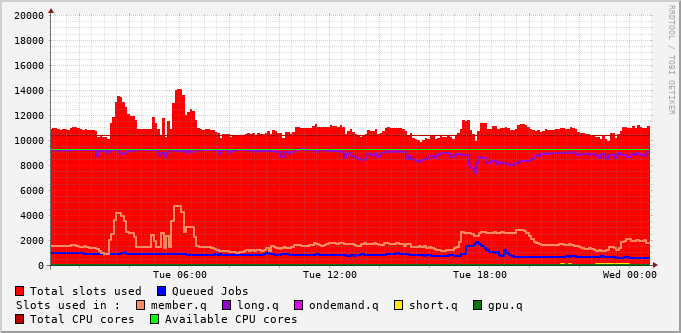 20000
18000
16000
14000
12000
10000
8000
6000
4000
2000
0
Tue 06:00 Tue 12:00 Tue 18:00 Wed 00:00
RRDTOOL / TOBI OETIKER
Total slots used Queued Jobs
Slots used in : member.q long.q ondemand.q short.q gpu.q
Total CPU cores Available CPU cores